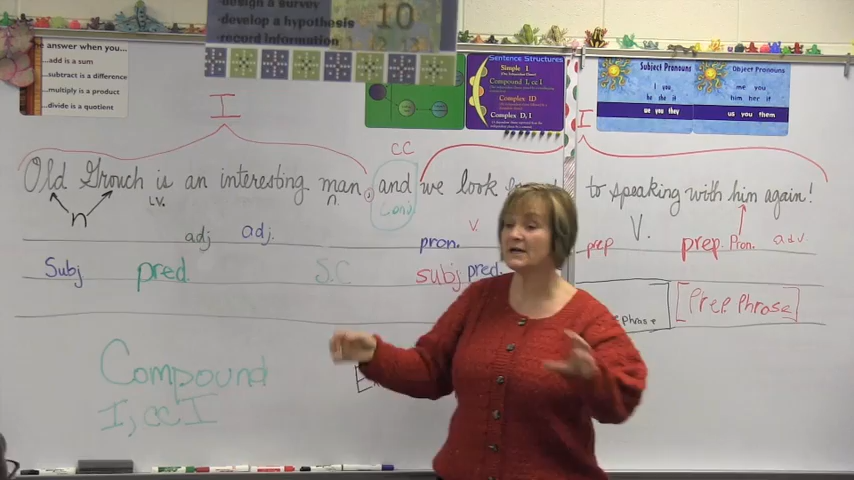 design a survey
develop a hypothesis
record information
10
e answer when you...
...add is a sum
...subtract is a difference
...multiply is a product
...divide is a quotient
Sentence Structures
Simple I
Compound I, cc I
Complex ID
Complex D, I
Subject Pronouns
I you
he she it
we you they
Object Pronouns
me you
him her it
us you them
I
CC
I
Old Grouch is an interesting man, and we look to speaking with him again!
n
l.v.
n.
conj
adj
adj.
pron.
v.
prep
V.
prep.
Pron.
adv
Subj
pred.
S.C
subj
pred.
phrase
[Prep Phrase]
Compound
I, cc I